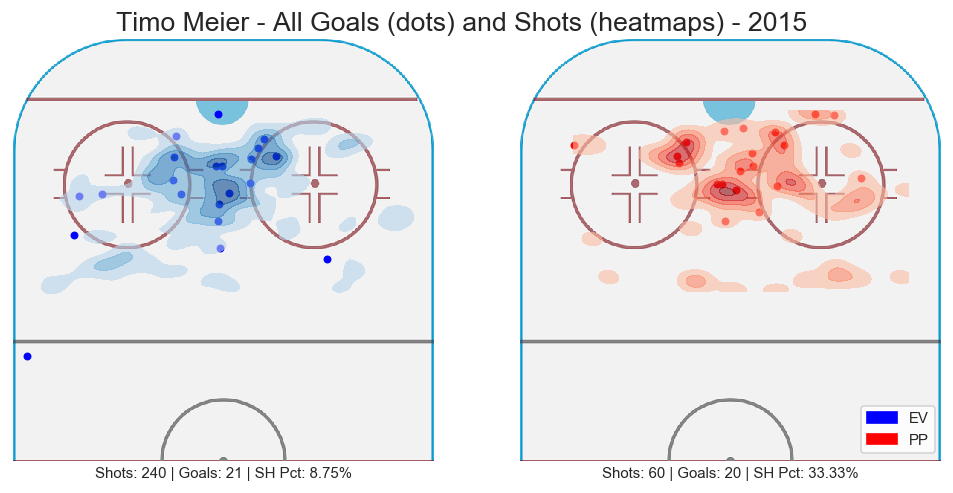 Timo Meier - All Goals (dots) and Shots (heatmaps) - 2015
EV
PP
Shots: 240 | Goals: 21 | SH Pct: 8.75%
Shots: 60 | Goals: 20 | SH Pct: 33.33%